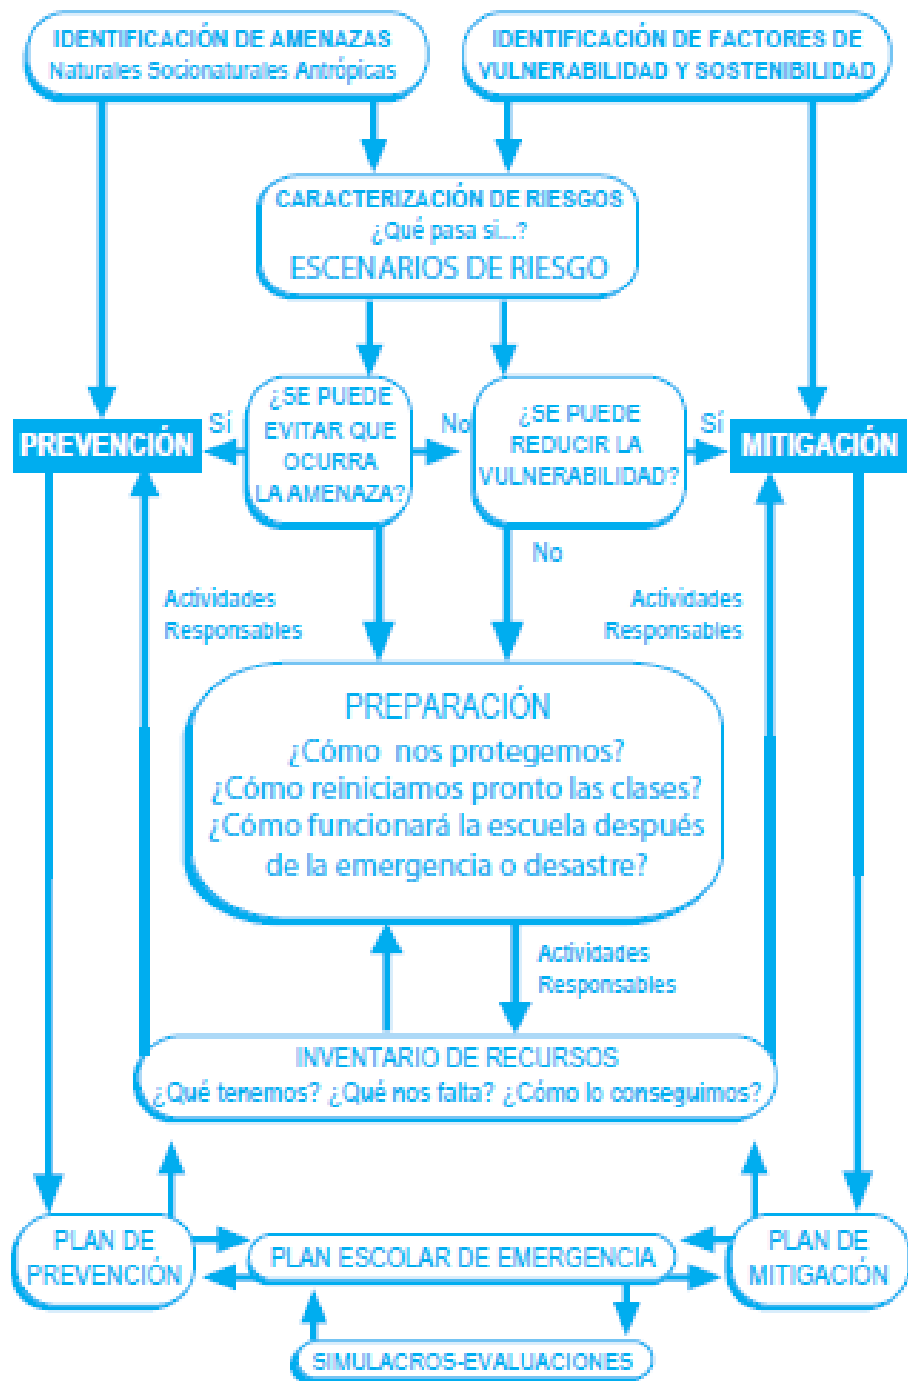 IDENTIFICACIÓN DE AMENAZAS
Naturales Socionaturales Antrópicas
IDENTIFICACIÓN DE FACTORES DE
VULNERABILIDAD Y SOSTENIBILIDAD
CARACTERIZACIÓN DE RIESGOS
¿Qué pasa si...?
ESCENARIOS DE RIESGO
PREVENCIÓN
Sí
¿SE PUEDE
EVITAR QUE
OCURRA
LA AMENAZA?
No
¿SE PUEDE
REDUCIR LA
VULNERABILIDAD?
Sí
MITIGACIÓN
No
Actividades
Responsables
Actividades
Responsables
PREPARACIÓN
¿Cómo nos protegemos?
¿Cómo reiniciamos pronto las clases?
¿Cómo funcionará la escuela después
de la emergencia o desastre?
Actividades
Responsables
INVENTARIO DE RECURSOS
¿Qué tenemos? ¿Qué nos falta? ¿Cómo lo conseguimos?
PLAN DE
PREVENCIÓN
PLAN ESCOLAR DE EMERGENCIA
PLAN DE
MITIGACIÓN
SIMULACROS-EVALUACIONES